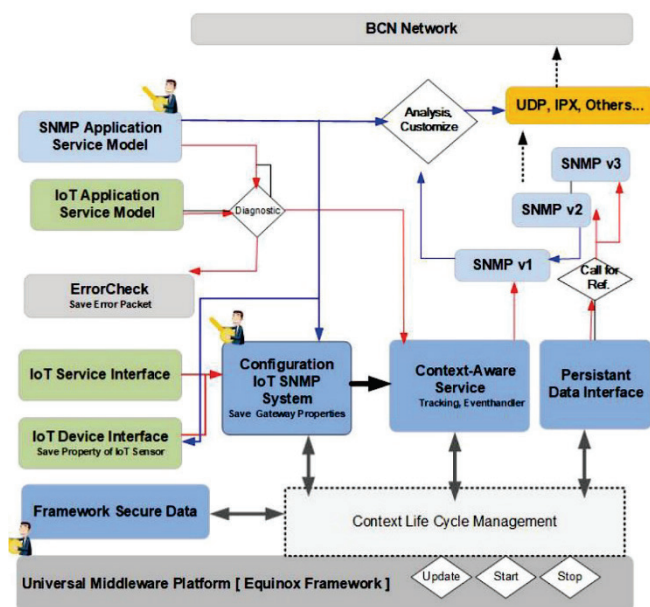 BCN Network
SNMP Application
Service Model
Analysis,
Customize
UDP, IPX, Others...
SNMP v3
SNMP v2
SNMP v1
IoT Application
Service Model
Diagnostic
Call for
Ref.
ErrorCheck
Save Error Packet
IoT Service Interface
Configuration
IoT SNMP
System
Save Gateway Properties
Context-Aware
Service
Tracking, Eventhandler
Persistant
Data Interface
IoT Device Interface
Save Property of IoT Sensor
Framework Secure Data
Context Life Cycle Management
Universal Middleware Platform [ Equinox Framework ]
Update
Start
Stop